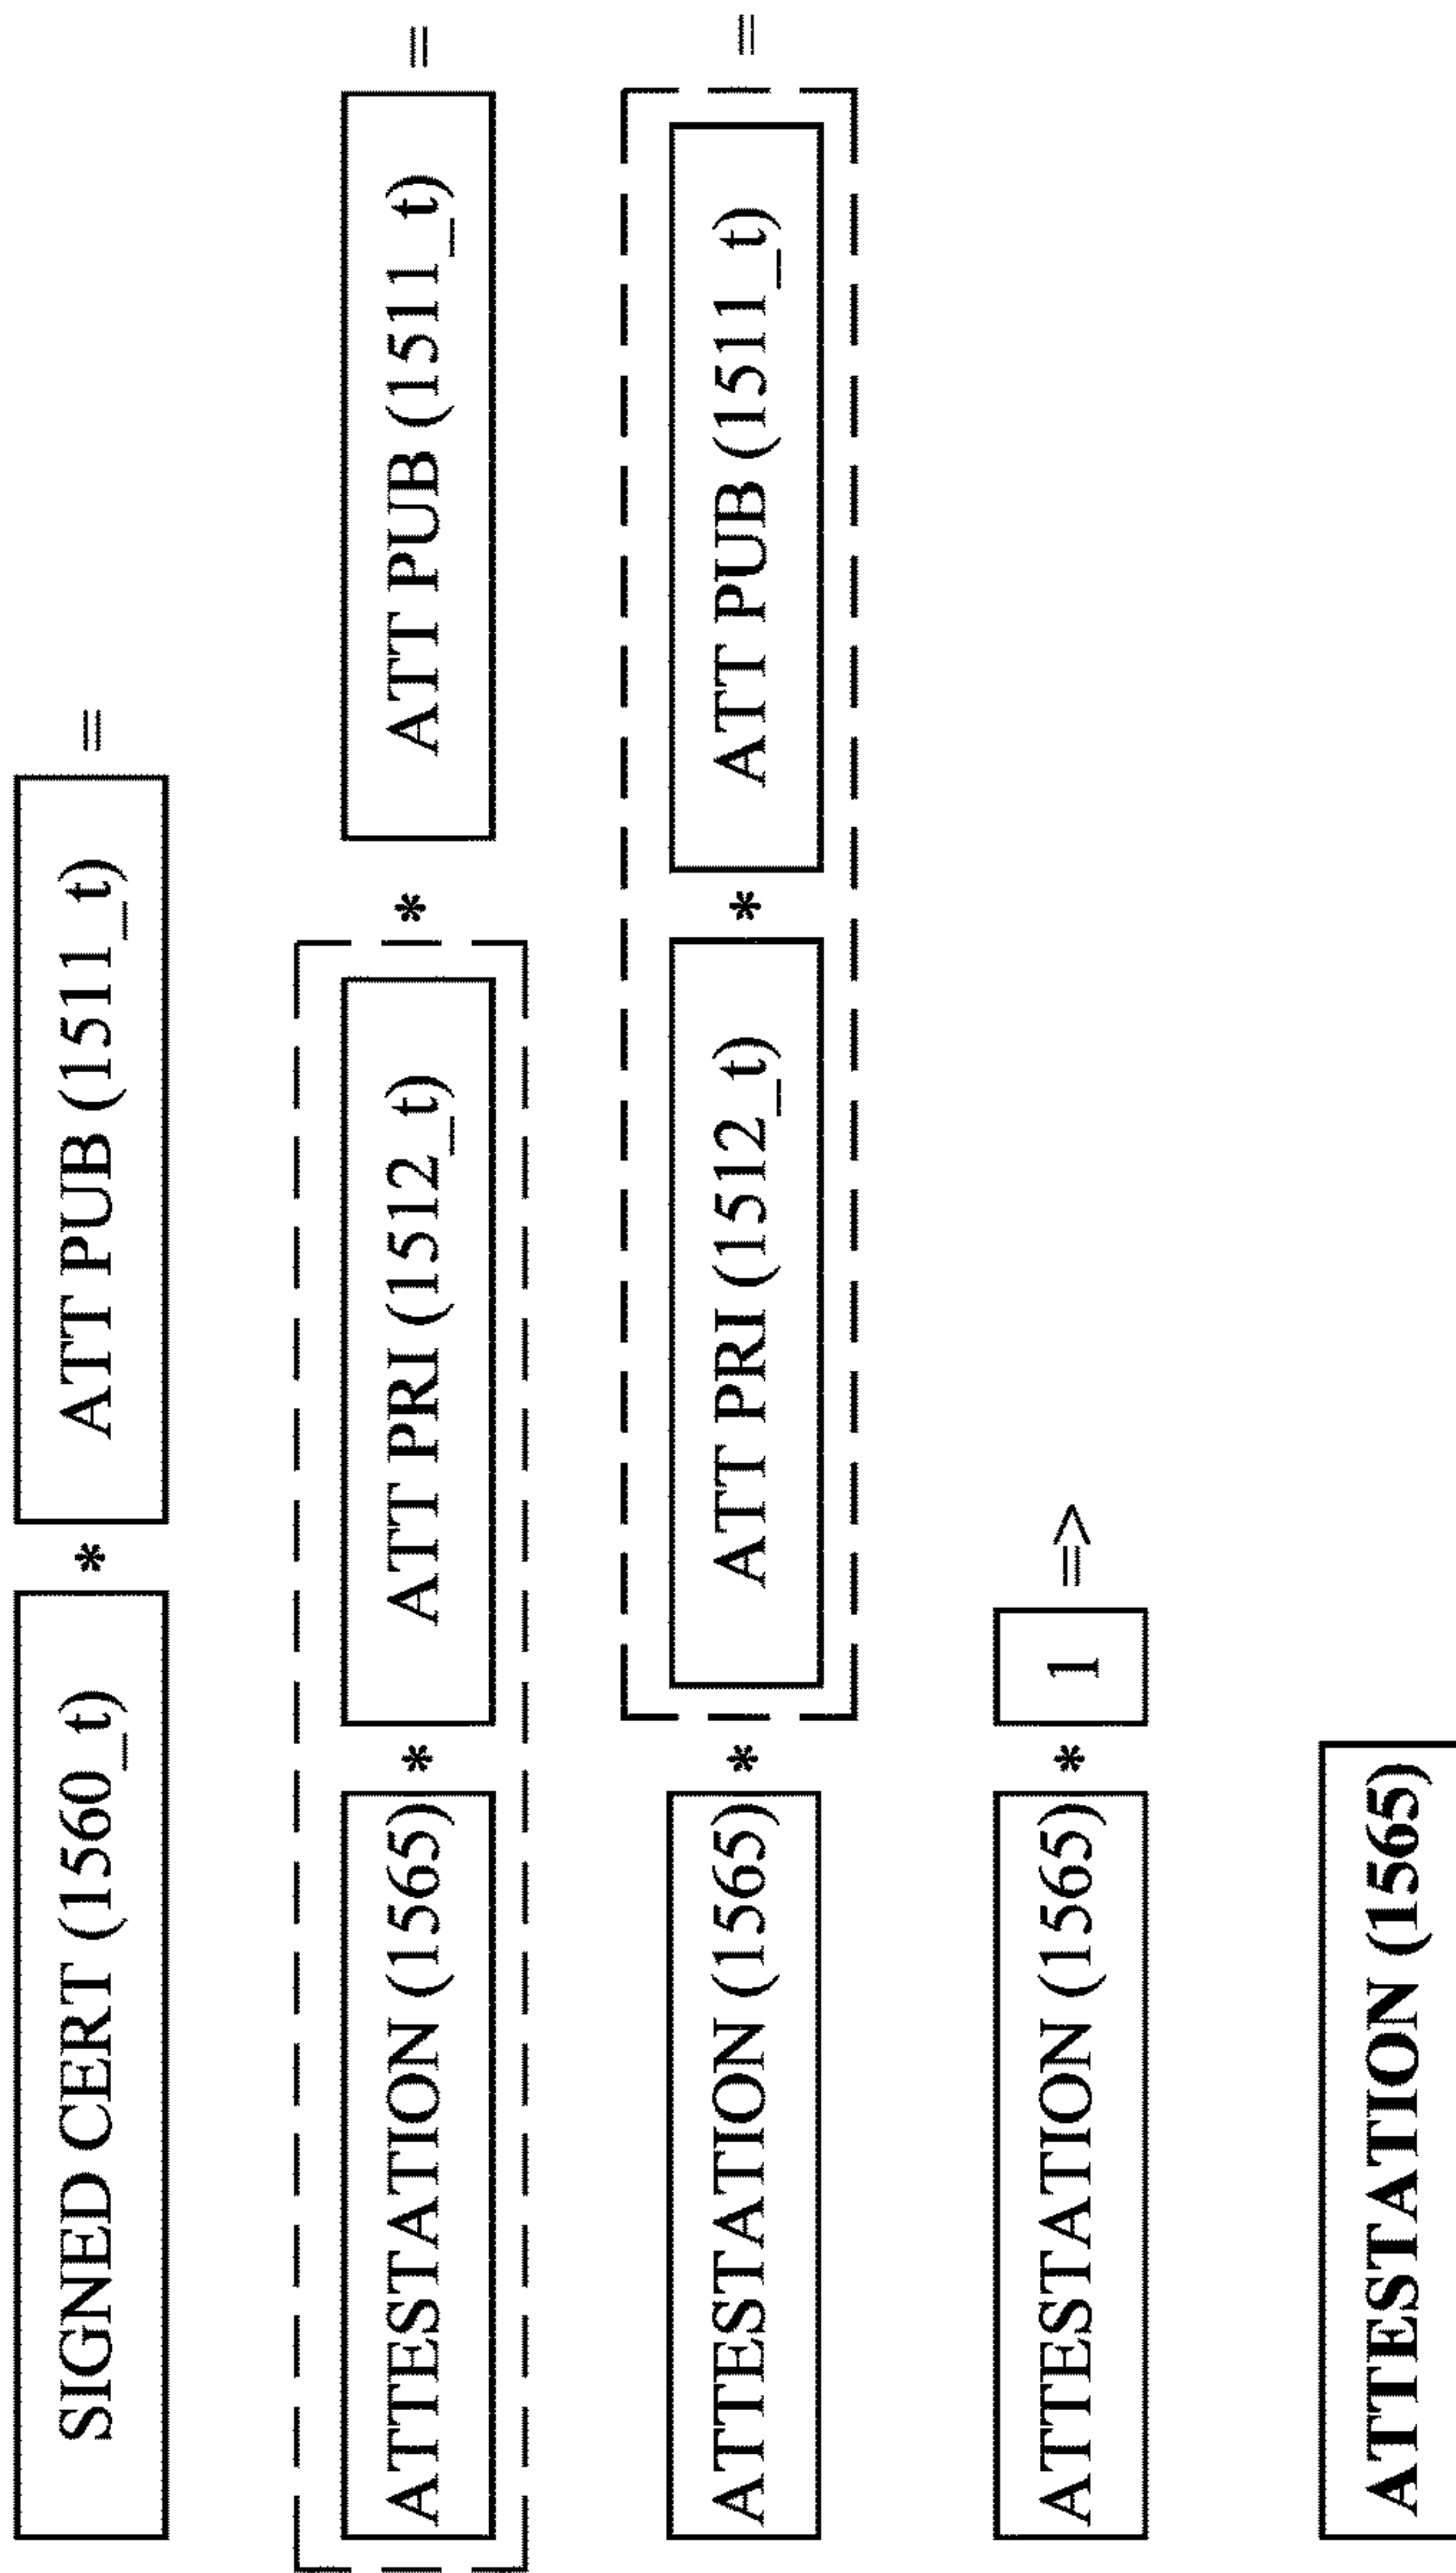 SIGNED CERT (1560_t) * ATT PUB (1511_t) =
ATTESTATION (1565) * ATT PRI (1512_t) * ATT PUB (1511_t) =
ATTESTATION (1565) * ATT PRI (1512_t) * ATT PUB (1511_t) =
ATTESTATION (1565) * 1 =>
ATTESTATION (1565)